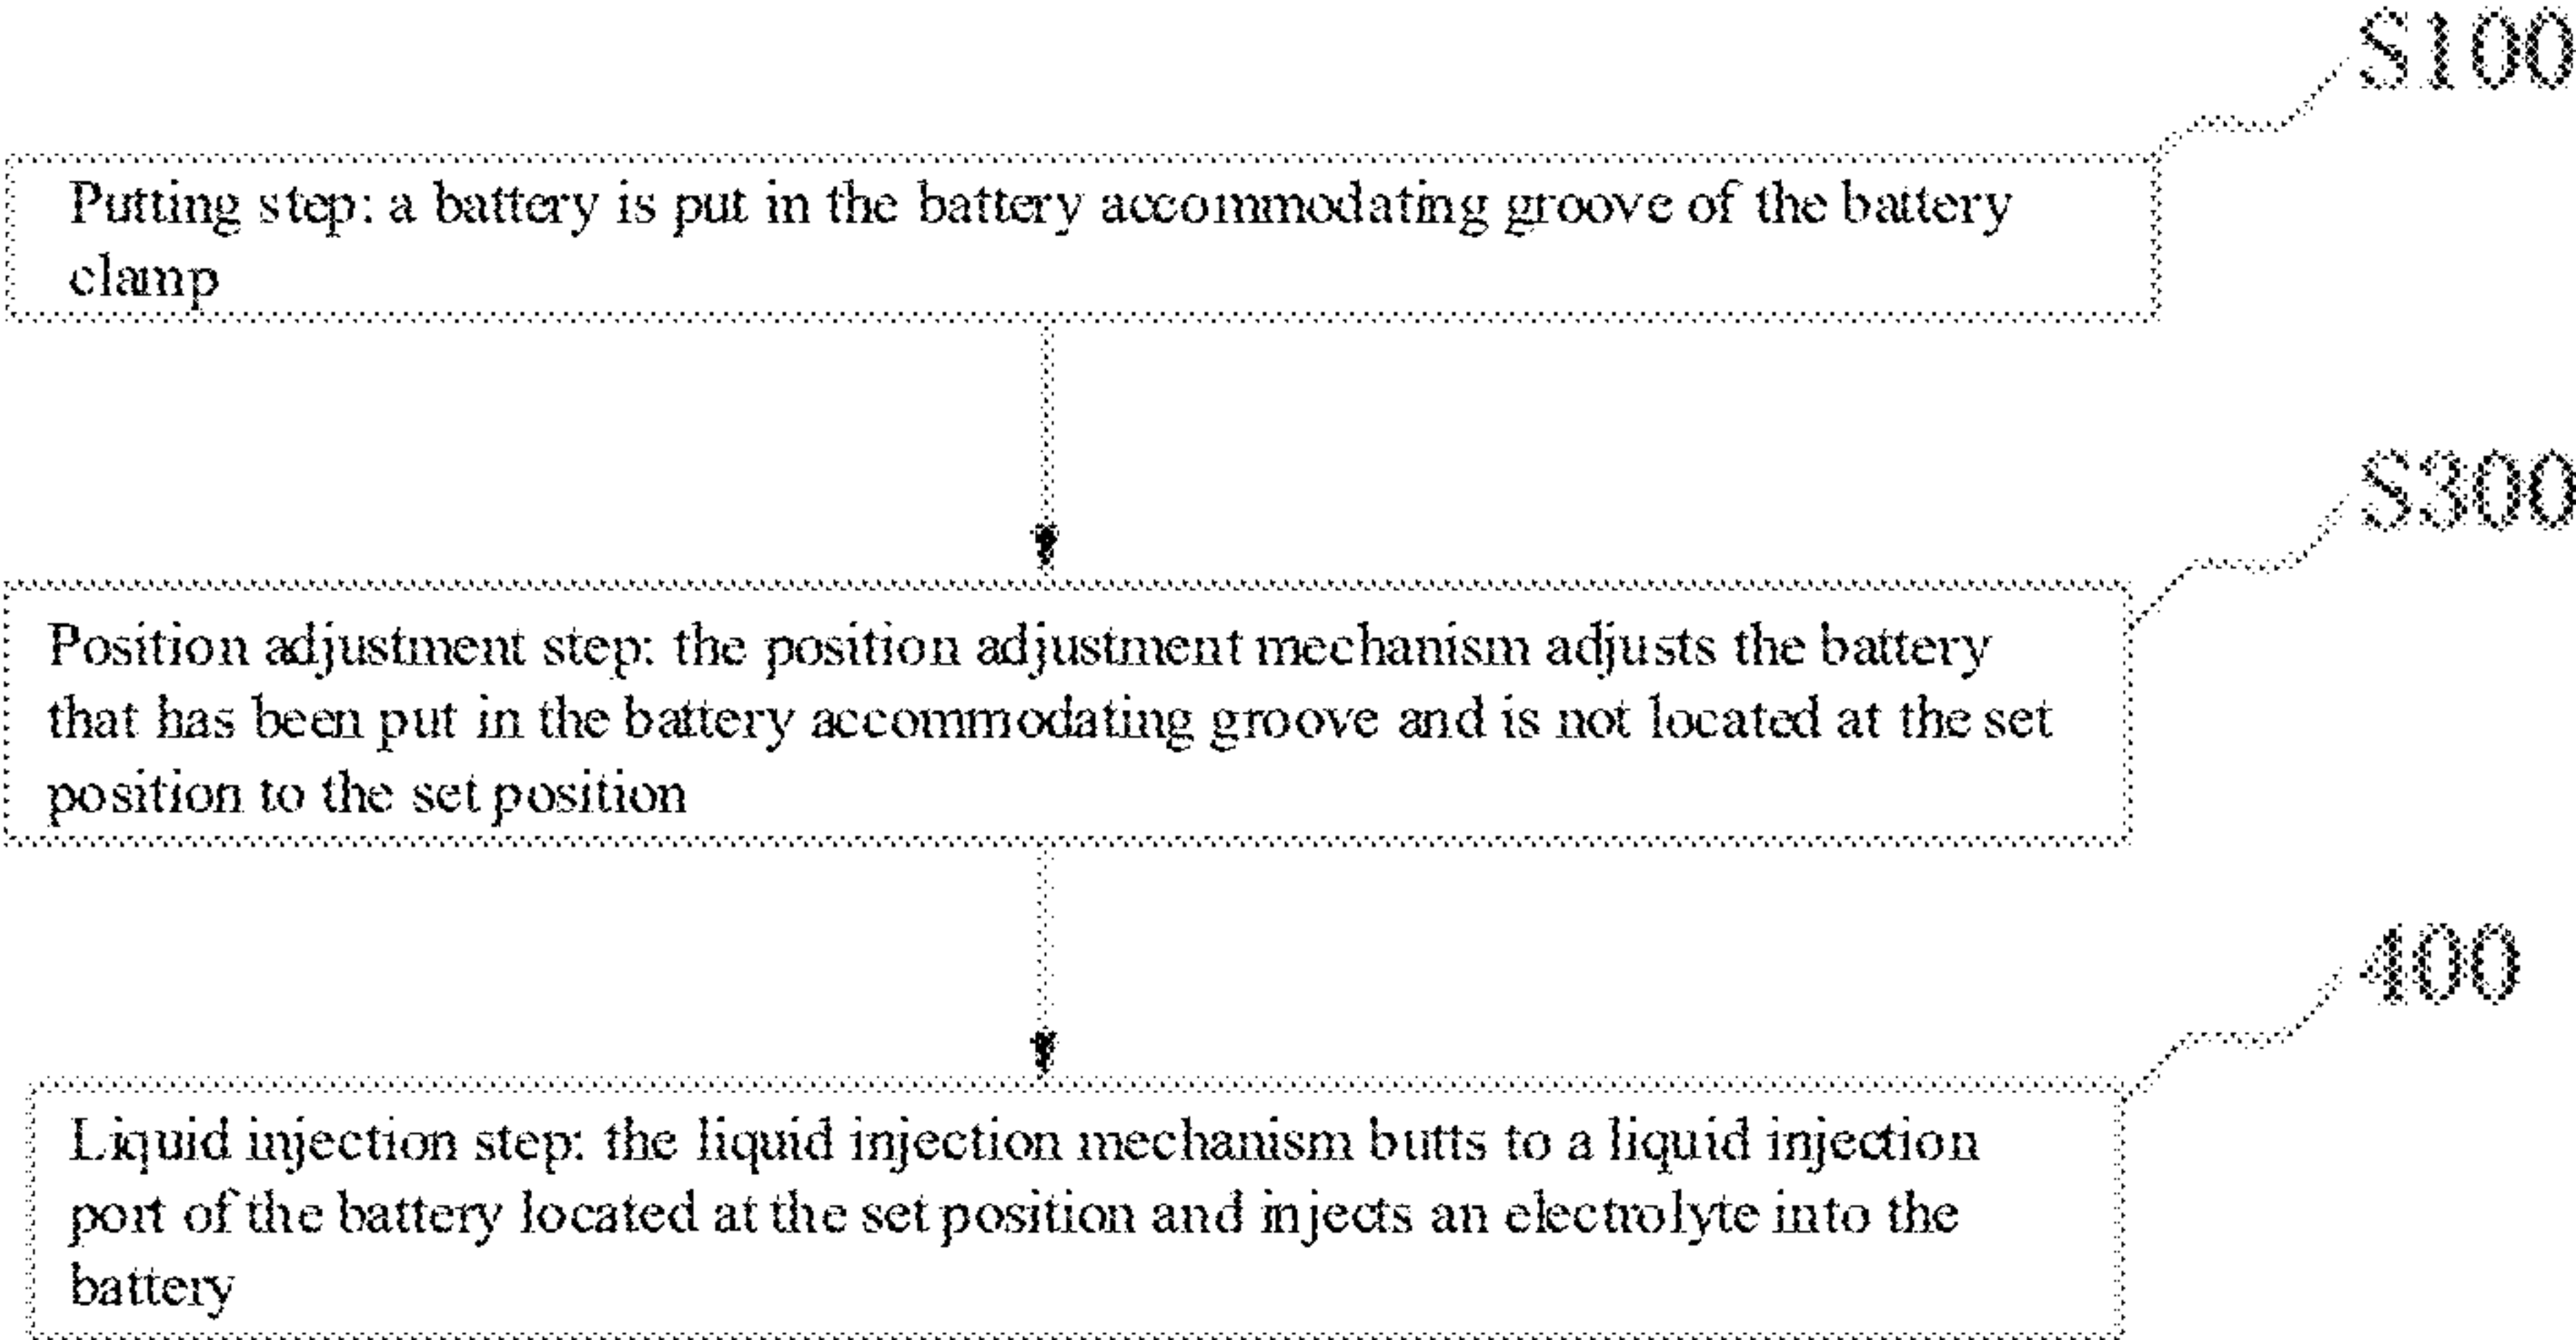 S100
Putting step: a battery is put in the battery accommodating groove of the battery
clamp
S300
Position adjustment step: the position adjustment mechanism adjusts the battery
that has been put in the battery accommodating groove and is not located at the set
position to the set position
400
Liquid injection step: the liquid injection mechanism butts to a liquid injection
port of the battery located at the set position and injects an electrolyte into the
battery